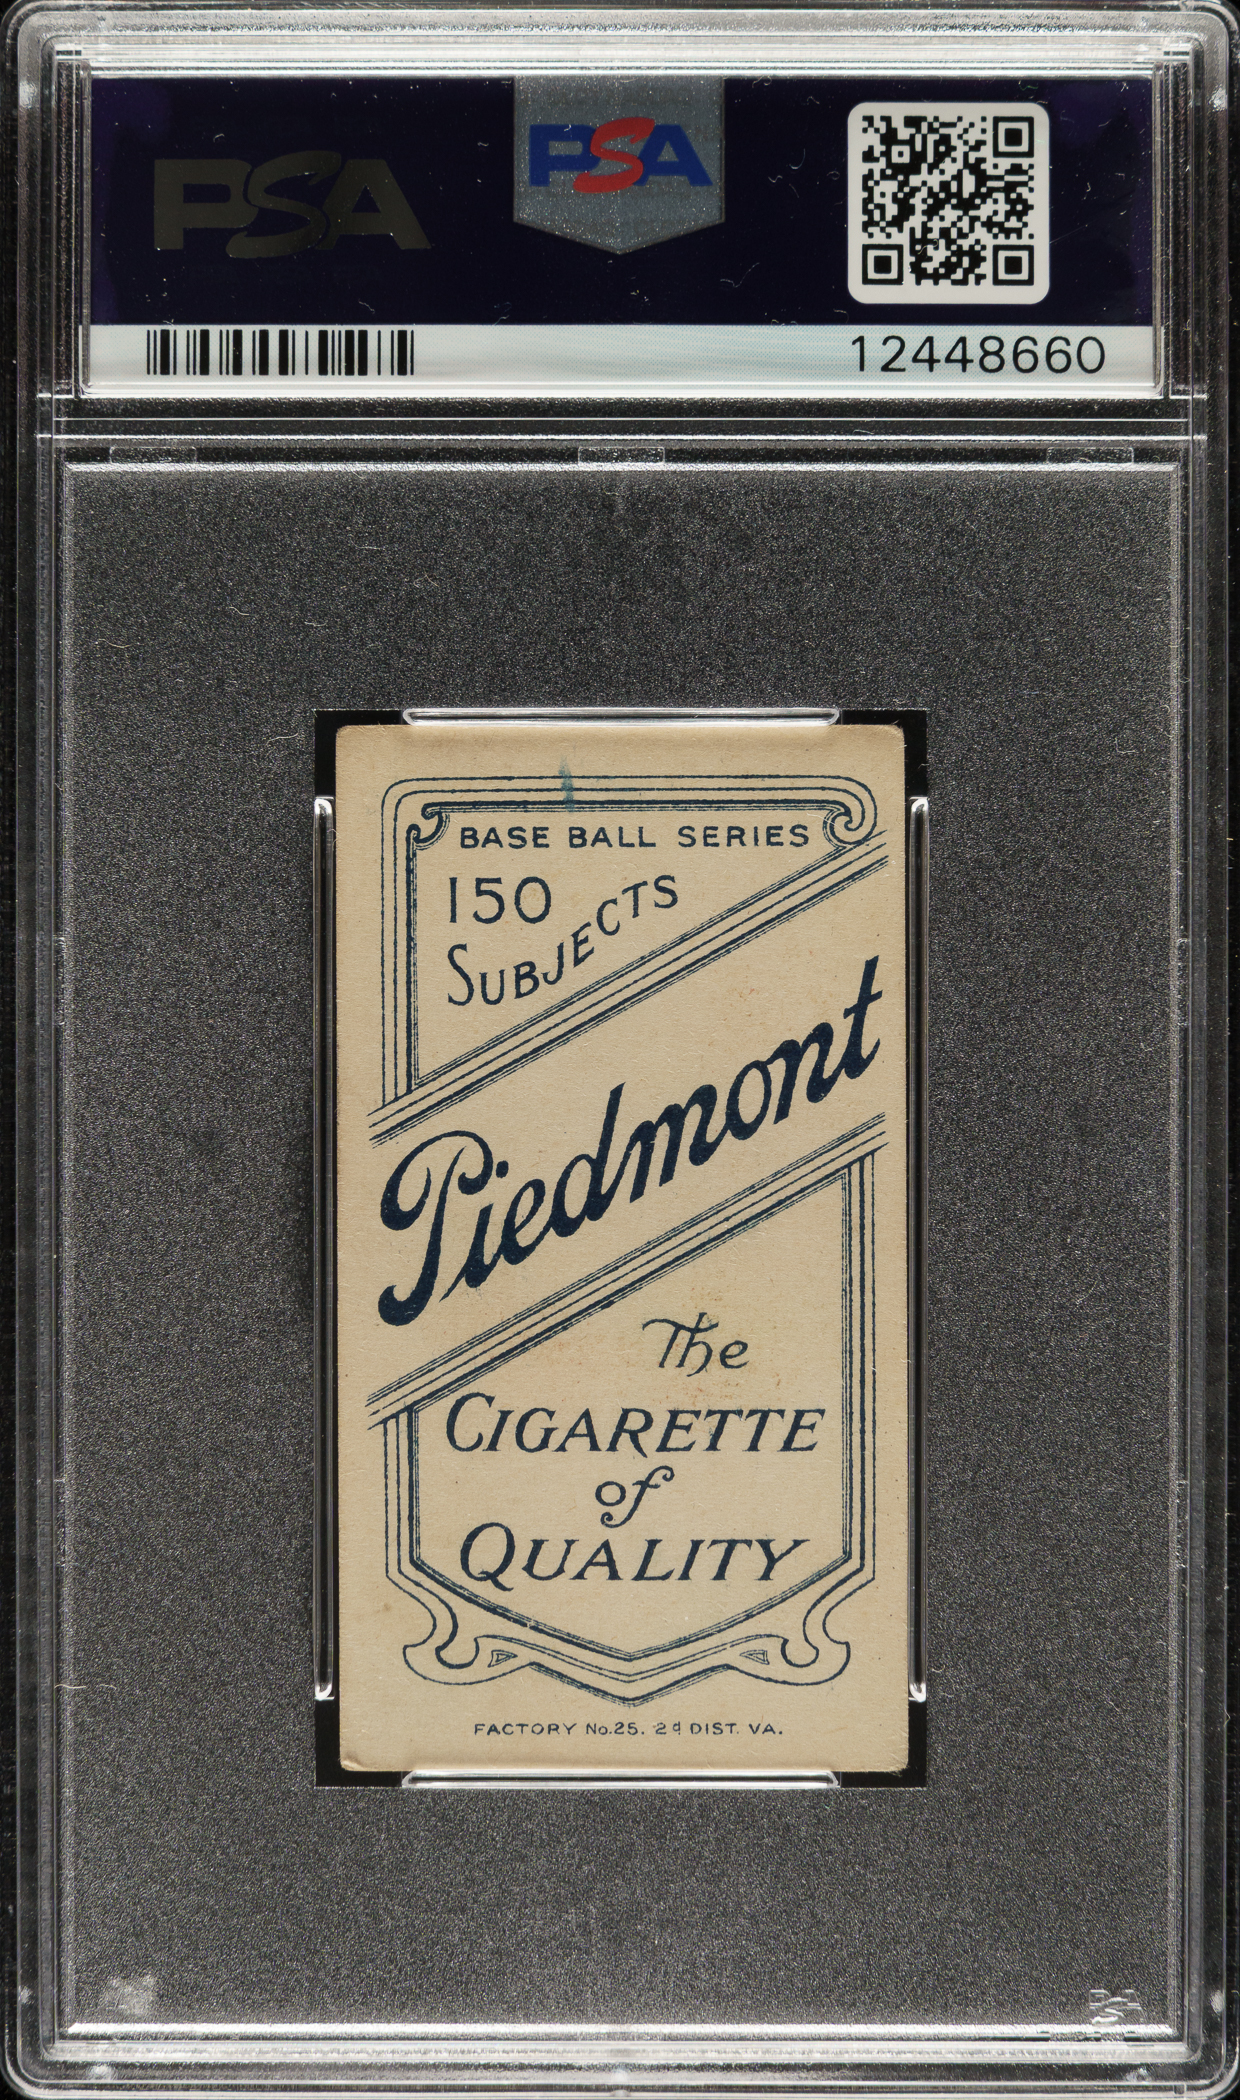 PSA
PSA
12448660
BASE BALL SERIES
150
SUBJECTS
Piedmont
The
CIGARETTE
of
QUALITY
FACTORY No.25. 2d DIST. VA.
PSA